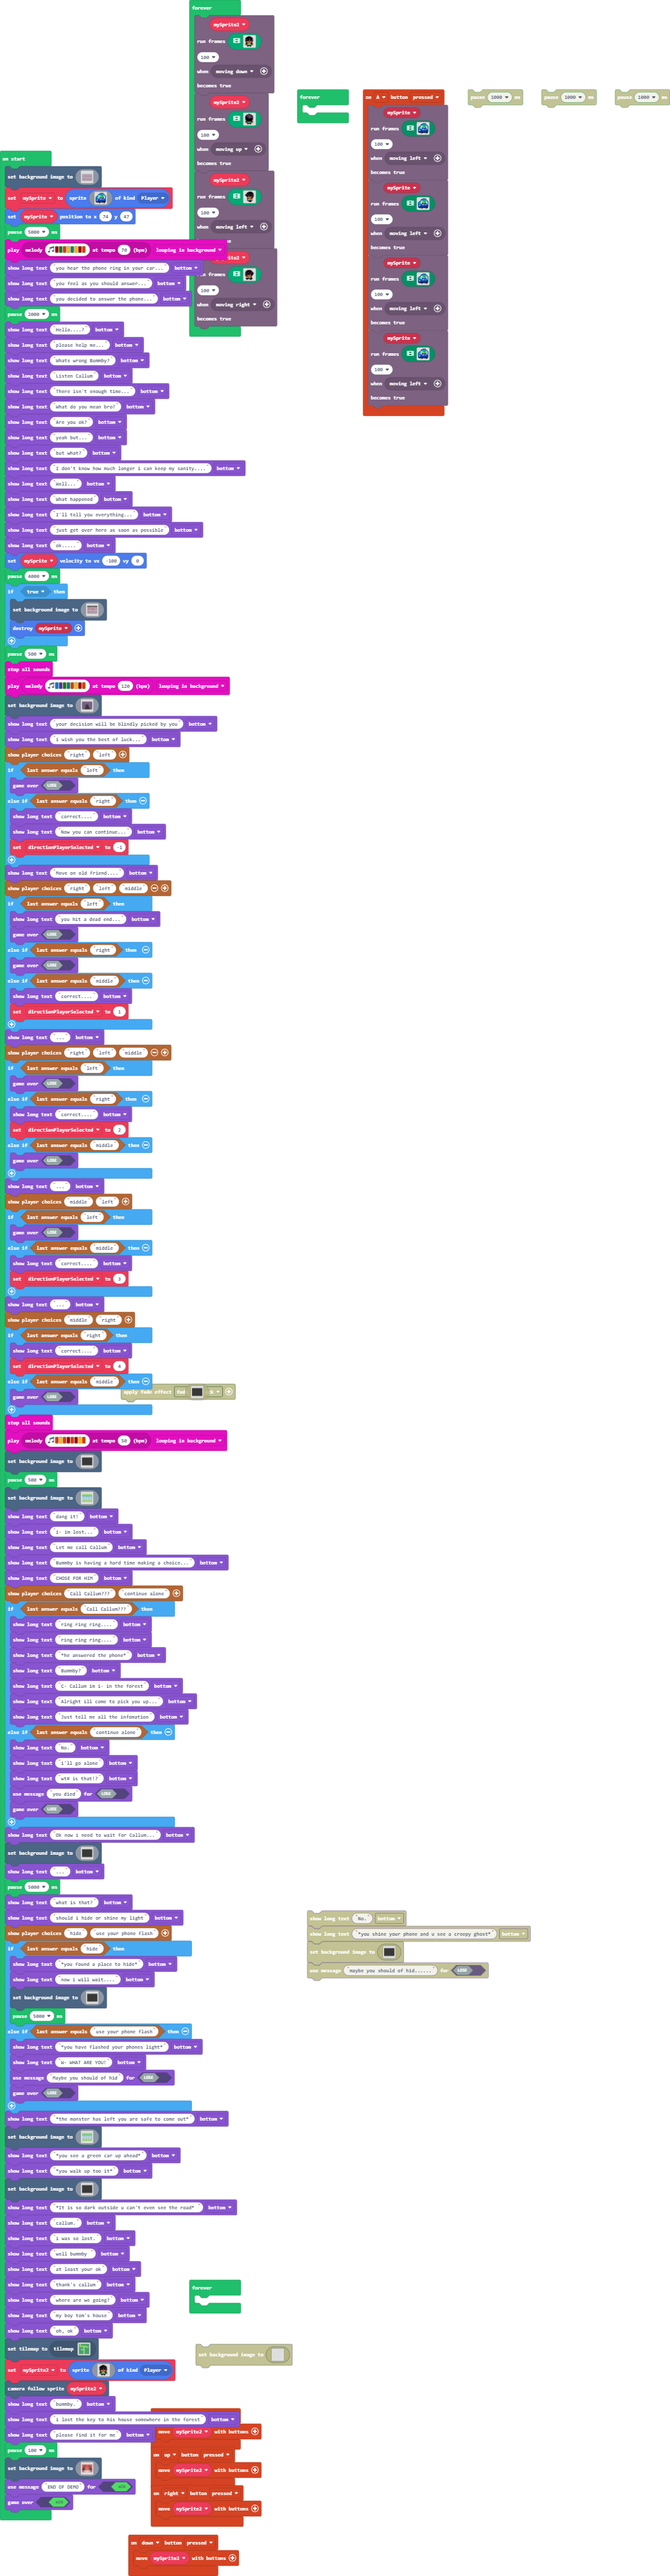 forever
mySprite2
run frames
100
when moving down
becomes true
mySprite2
run frames
100
when moving up
becomes true
mySprite2
run frames
100
when moving left
mySprite2
100
when moving right
becomes true
forever
on A button pressed
mySprite
run frames
100
when moving left
becomes true
mySprite
run frames
100
when moving left
becomes true
mySprite
run frames
100
when moving left
becomes true
mySprite
run frames
100
when moving left
becomes true
pause 1000 ms
pause 1000 ms
pause 1000 ms
on start
set background image to
set mySprite to sprite of kind Player
set mySprite position to x 74 y 47
pause 5000 ms
play melody at tempo 70 (bpm) looping in background
show long text you hear the phone ring in your car... bottom
show long text you feel as you should answer... bottom
show long text you decided to answer the phone... bottom
pause 2000 ms
show long text Hello....? bottom
show long text please help me... bottom
show long text Whats wrong Bummby? bottom
show long text Listen Callum bottom
show long text There isn't enough time... bottom
show long text What do you mean bro? bottom
show long text Are you ok? bottom
show long text yeah but... bottom
show long text but what? bottom
show long text I don't know how much longer i can keep my sanity.... bottom
show long text Well... bottom
show long text What happened bottom
show long text I'll tell you everything... bottom
show long text just get over here as soon as possible bottom
show long text ok..... bottom
set mySprite velocity to vx -100 vy 0
pause 4000 ms
if true then
set background image to
destroy mySprite
pause 500 ms
stop all sounds
play melody at tempo 120 (bpm) looping in background
set background image to
show long text your decision will be blindly picked by you bottom
show long text i wish you the best of luck... bottom
show player choices right left
if last answer equals left then
game over LOSE
else if last answer equals right then
show long text correct.... bottom
show long text Now you can continue... bottom
set directionPlayerSelected to -1
show long text Move on old friend.... bottom
show player choices right left middle
if last answer equals left then
show long text you hit a dead end... bottom
game over LOSE
else if last answer equals right then
game over LOSE
else if last answer equals middle then
show long text correct.... bottom
set directionPlayerSelected to 1
show long text ... bottom
show player choices right left middle
if last answer equals left then
game over LOSE
else if last answer equals right then
show long text correct.... bottom
set directionPlayerSelected to 2
else if last answer equals middle then
game over LOSE
show long text ... bottom
show player choices middle left
if last answer equals left then
game over LOSE
else if last answer equals middle then
show long text correct.... bottom
set directionPlayerSelected to 3
show long text ... bottom
show player choices middle right
if last answer equals right then
show long text correct.... bottom
set directionPlayerSelected to 4
else if last answer equals middle then
apply fade effect
game over LOSE
stop all sounds
play melody at tempo 50 (bpm) looping in background
set background image to
pause 500 ms
set background image to
show long text dang it! bottom
show long text i- im lost... bottom
show long text Let me call Callum bottom
show long text Bummby is having a hard time making a choice... bottom
show long text CHOSE FOR HIM bottom
show player choices Call Callum??? continue alone
if last answer equals Call Callum??? then
show long text ring ring ring.... bottom
show long text ring ring ring.... bottom
show long text *he answered the phone* bottom
show long text Bummby? bottom
show long text C- Callum im i- in the forest bottom
show long text Alright ill come to pick you up... bottom
show long text Just tell me all the infomation bottom
else if last answer equals continue alone then
show long text No. bottom
show long text i'll go alone bottom
show long text wt# is that!? bottom
use message you died for LOSE
game over LOSE
show long text Ok now i need to wait for Callum... bottom
set background image to
show long text ... bottom
pause 5000 ms
show long text what is that? bottom
show long text should i hide or shine my light bottom
show player choices hide use your phone flash
if last answer equals hide then
show long text *you found a place to hide* bottom
show long text now i will wait.... bottom
set background image to
pause 5000 ms
else if last answer equals use your phone flash then
show long text *you have flashed your phones light* bottom
show long text W- WHAT ARE YOU? bottom
use message Maybe you should of hid for LOSE
game over LOSE
show long text No. bottom
show long text *you shine your phone and u see a creepy ghost* bottom
set background image to
use message maybe you should of hid...... for LOSE
show long text *the monster has left you are safe to come out* bottom
set background image to
show long text *you see a green car up ahead* bottom
show long text *you walk up too it* bottom
set background image to
show long text *It is so dark outside u can't even see the road* bottom
show long text callum. bottom
show long text i was so lost. bottom
show long text well bummby bottom
show long text at least your ok bottom
show long text thank's callum bottom
show long text where are we going? bottom
show long text my boy tom's house bottom
show long text oh, ok bottom
forever
set background image to
set tilemap to tilemap
set mySprite2 to sprite of kind Player
camera follow sprite mySprite2
show long text bummby. bottom
show long text i lost the key to his house somewhere in the forest bottom
show long text please find it for me bottom
pause 100 ms
set background image to
use message END OF DEMO for WIN
game over WIN
move mySprite2 with buttons
on up button pressed
move mySprite2 with buttons
on right button pressed
move mySprite2 with buttons
on down button pressed
move mySprite2 with buttons